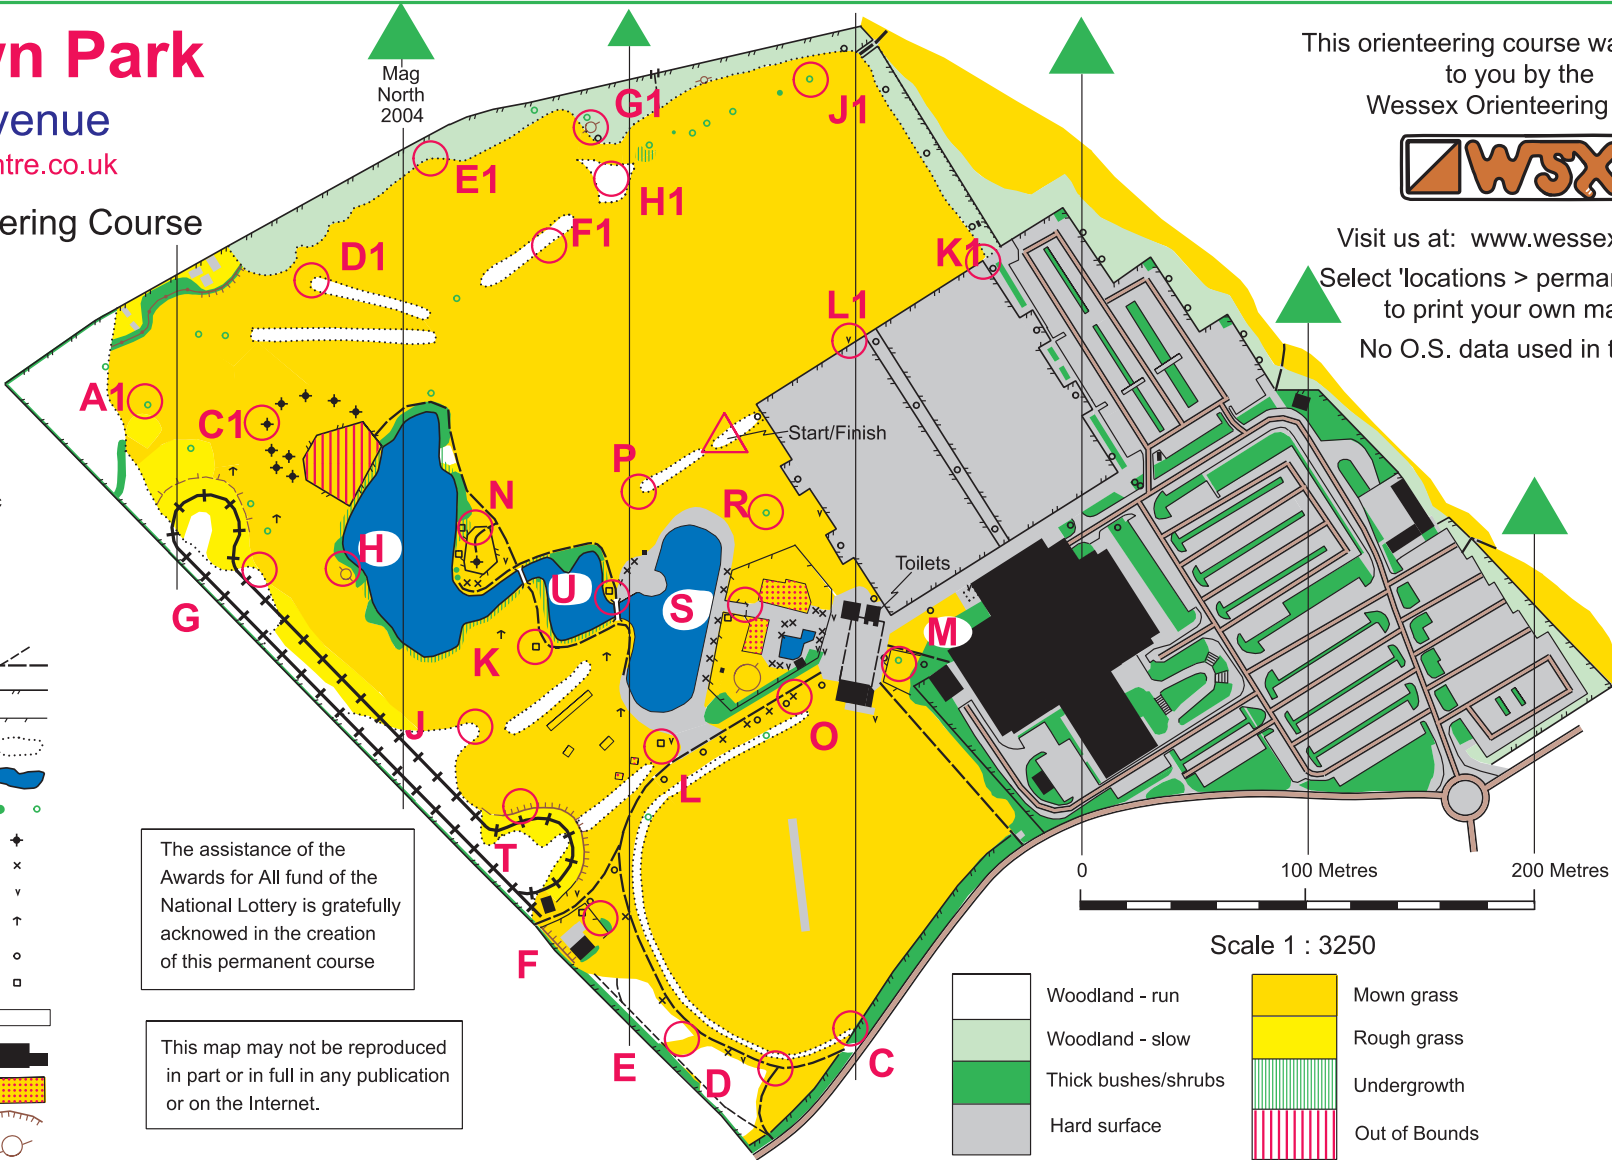 wn Park
venue
ntre.co.uk
ering Course
Mag
North
2004
This orienteering course wa
to you by the
Wessex Orienteering
WSX
Visit us at: www.wessex
Select 'locations > perman
to print your own ma
No O.S. data used in t
G1
J1
E1
H1
F1
D1
K1
L1
A1
C1
Start/Finish
P
R
N
H
Toilets
U
S
G
M
K
J
O
L
T
F
E
D
C
The assistance of the
Awards for All fund of the
National Lottery is gratefully
acknowed in the creation
of this permanent course
This map may not be reproduced
in part or in full in any publication
or on the Internet.
0
100 Metres
200 Metres
Scale 1 : 3250
Woodland - run
Woodland - slow
Thick bushes/shrubs
Hard surface
Mown grass
Rough grass
Undergrowth
Out of Bounds